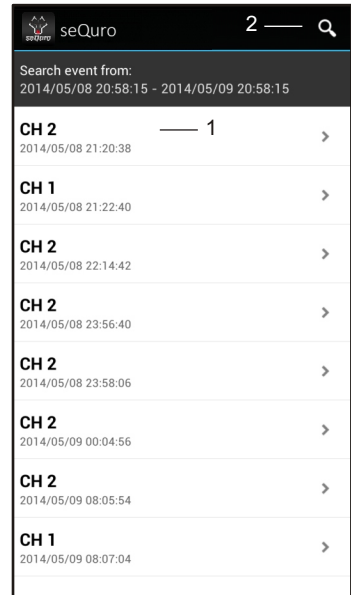 seQuro seQuro 2
Search event from:
2014/05/08 20:58:15 - 2014/05/09 20:58:15
CH 2 1
2014/05/08 21:20:38
CH 1
2014/05/08 21:22:40
CH 2
2014/05/08 22:14:42
CH 2
2014/05/08 23:56:40
CH 2
2014/05/08 23:58:06
CH 2
2014/05/09 00:04:56
CH 2
2014/05/09 08:05:54
CH 1
2014/05/09 08:07:04